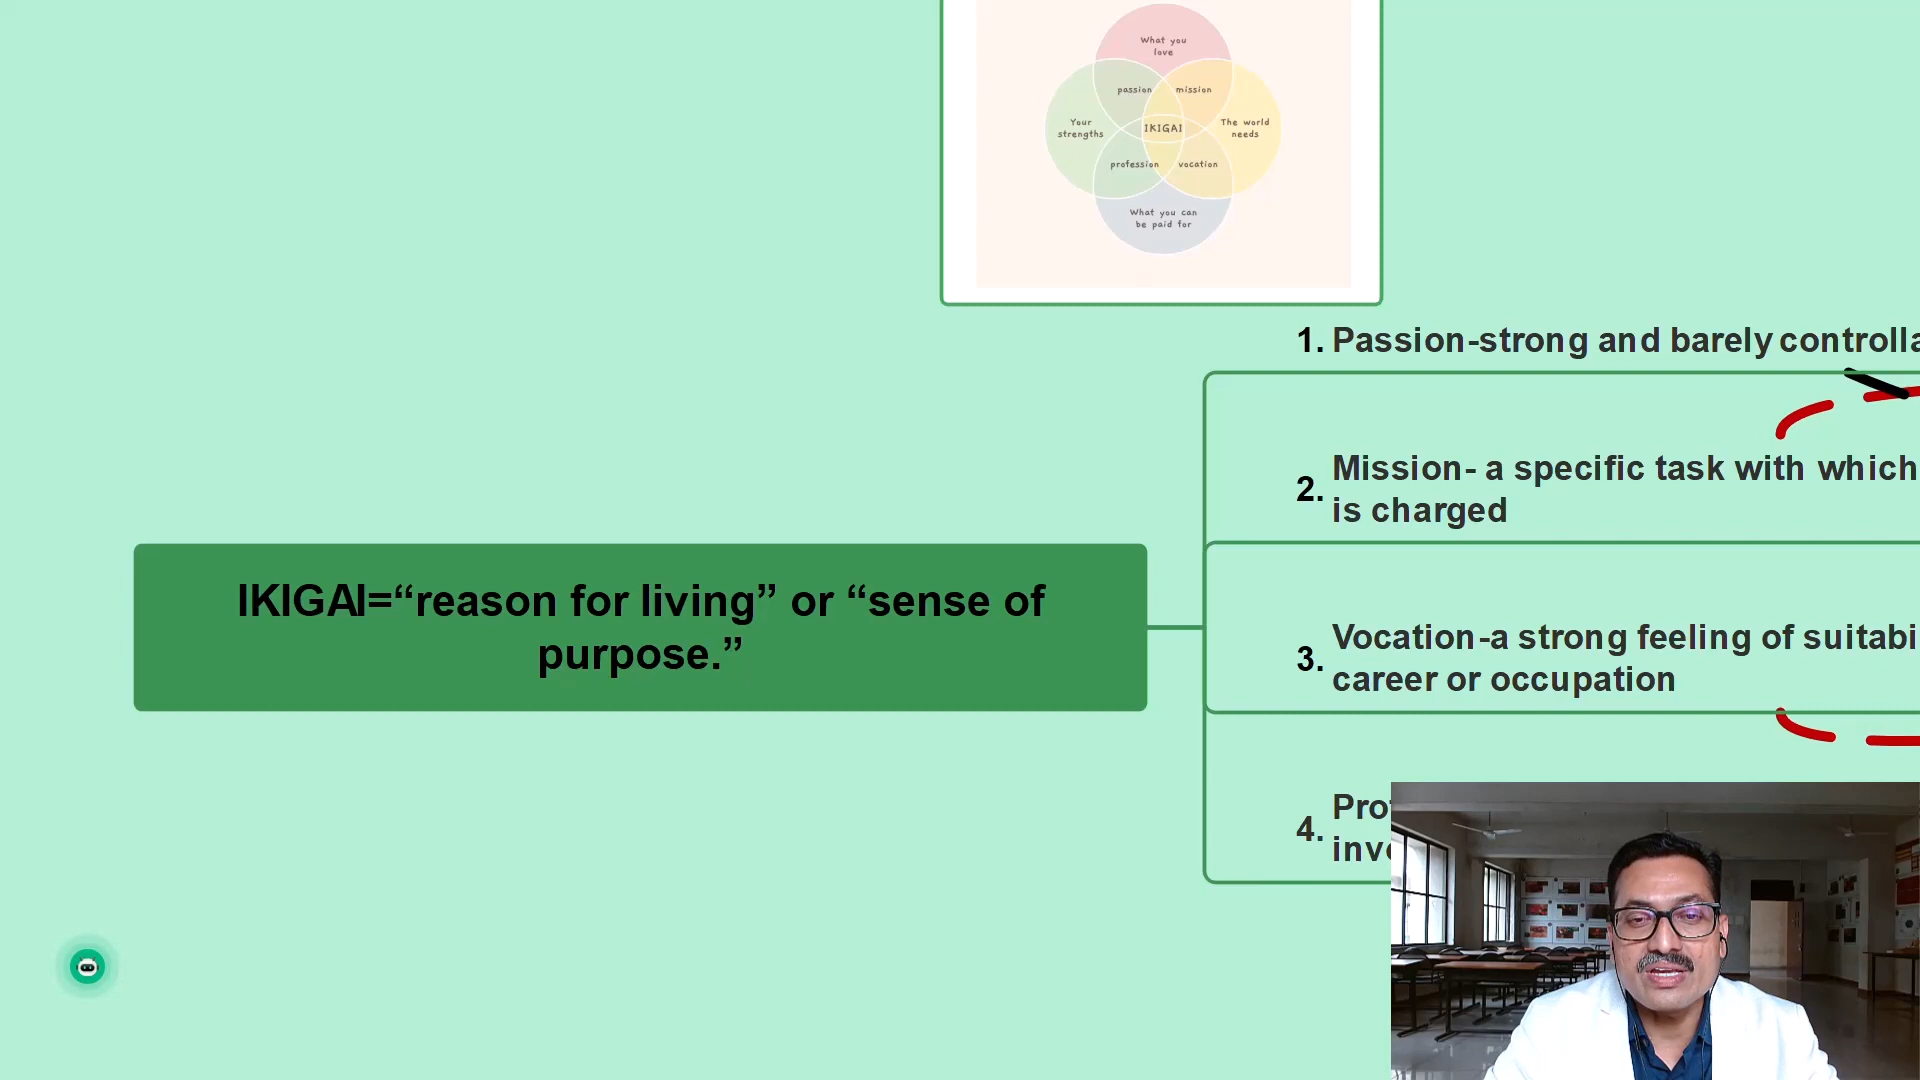 What you
love
passion
mission
Your
strengths
IKIGAI
The world
needs
profession
vocation
What you can
be paid for
1. Passion-strong and barely controlla
2. Mission- a specific task with which
is charged
IKIGAI=“reason for living” or “sense of
purpose.”
3. Vocation-a strong feeling of suitabi
career or occupation
4.